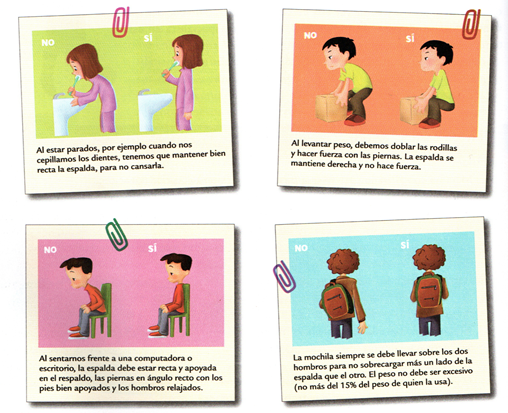 NO SÍ
Al estar parados, por ejemplo cuando nos
cepillamos los dientes, tenemos que mantener bien
recta la espalda, para no cansarla.
NO SÍ
Al levantar peso, debemos doblar las rodillas
y hacer fuerza con las piernas. La espalda se
mantiene derecha y no hace fuerza.
NO SÍ
Al sentarnos frente a una computadora o
escritorio, la espalda debe estar recta y apoyada
en el respaldo, las piernas en ángulo recto con los
pies bien apoyados y los hombros relajados.
NO SÍ
La mochila siempre se debe llevar sobre los dos
hombros para no sobrecargar más un lado de la
espalda que el otro. El peso no debe ser excesivo
(no más del 15% del peso de quien la usa).